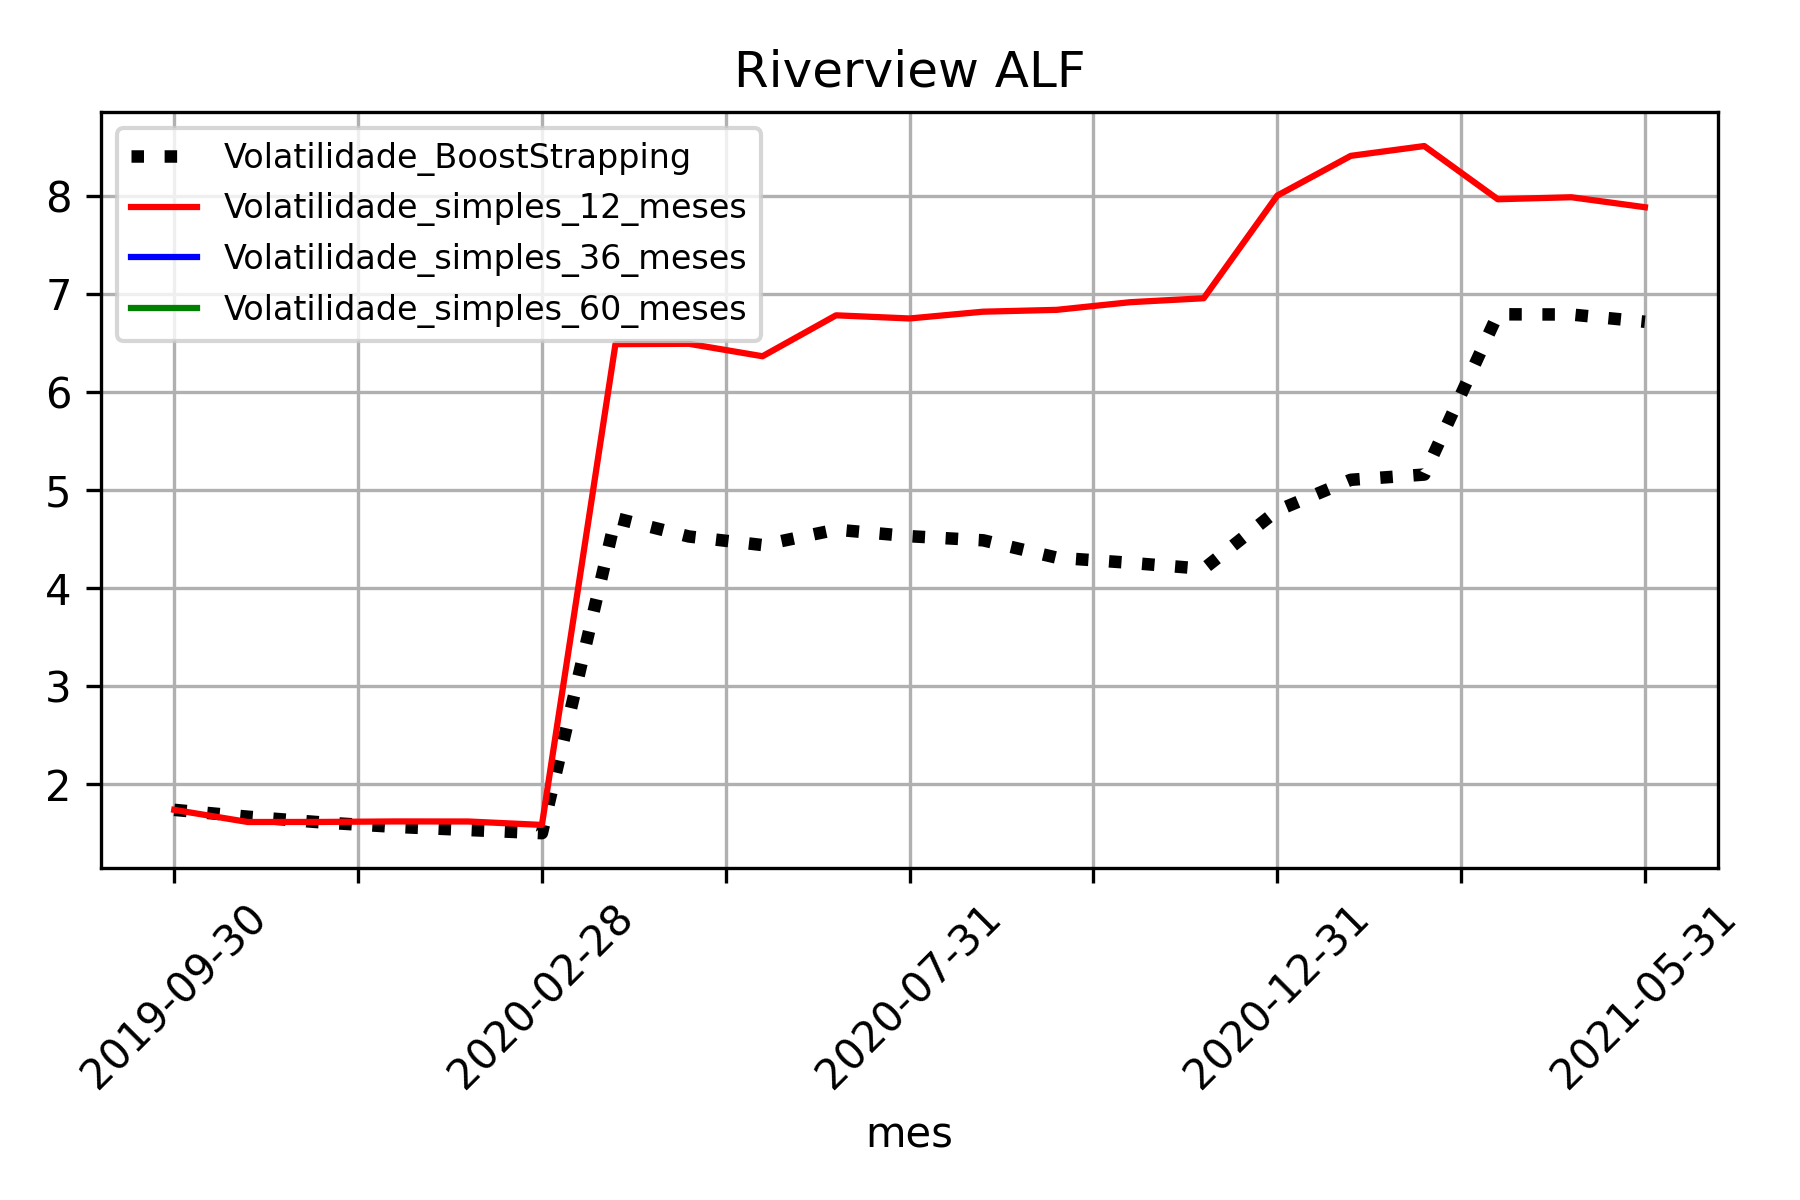 Riverview ALF
Volatilidade_BoostStrapping
Volatilidade_simples_12_meses
Volatilidade_simples_36_meses
Volatilidade_simples_60_meses
8
7
6
5
4
3
2
2019-09-30
2020-02-28
2020-07-31
2020-12-31
2021-05-31
mes